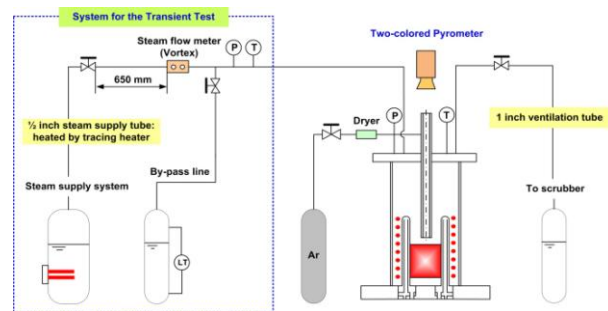 System for the Transient Test
Steam flow meter
(Vortex)
P
T
Two-colored Pyrometer
650 mm
½ inch steam supply tube:
heated by tracing heater
Dryer
P
T
1 inch ventilation tube
By-pass line
Steam supply system
To scrubber
LT
Ar